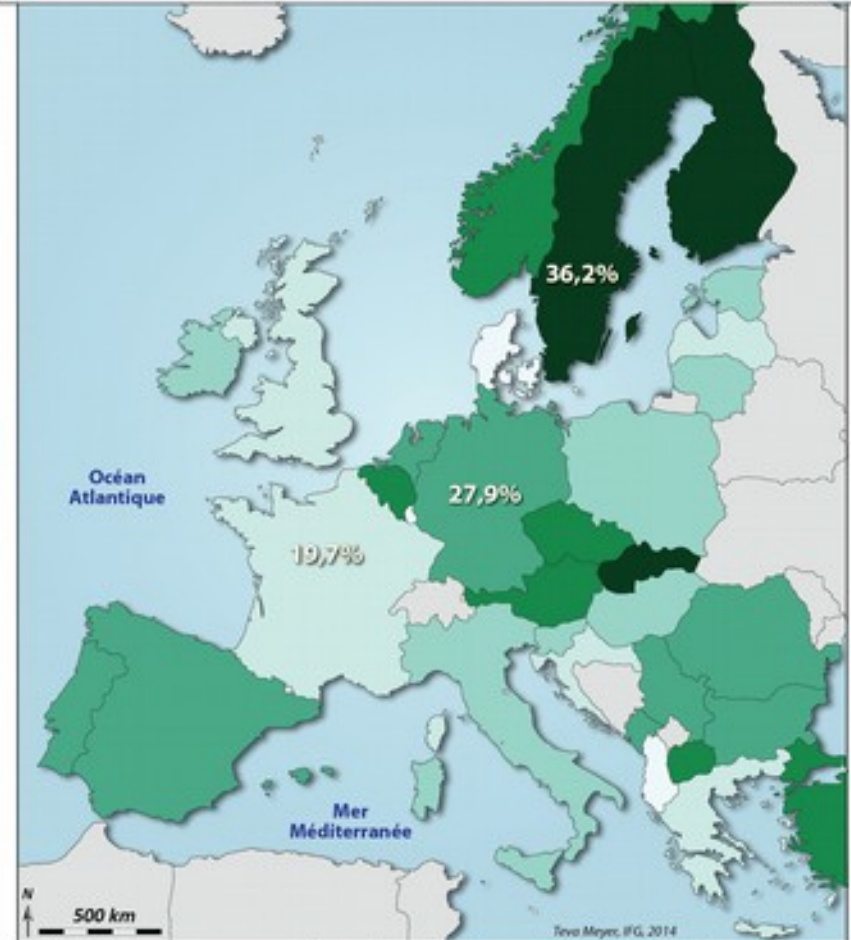 36,2%
Océan
Atlantique
27,9%
19,7%
Mer
Méditerranée
N
500 km
Teva Meyer, IFG, 2014